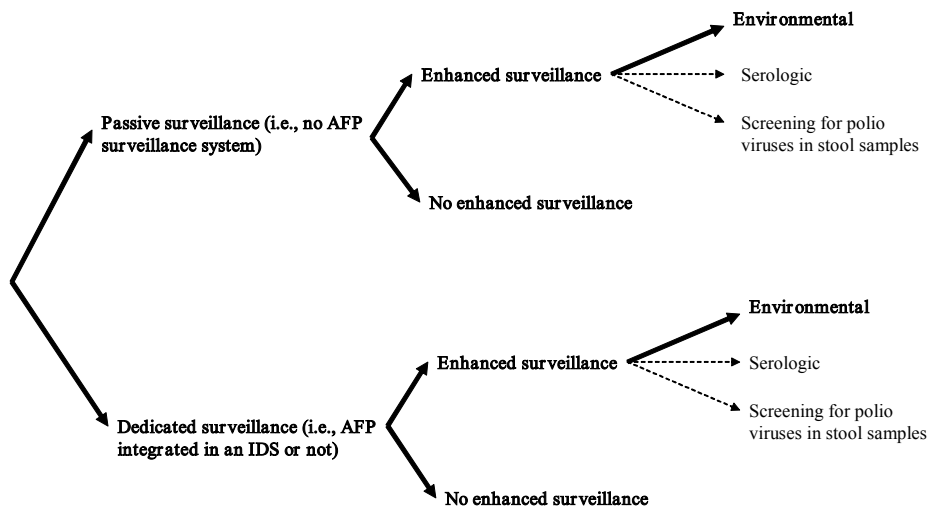 Environmental
Enhanced surveillance
Serologic
Passive surveillance (i.e., no AFP
surveillance system)
Screening for polio
viruses in stool samples
No enhanced surveillance
Environmental
Enhanced surveillance
Serologic
Screening for polio
viruses in stool samples
Dedicated surveillance (i.e., AFP
integrated in an IDS or not)
No enhanced surveillance